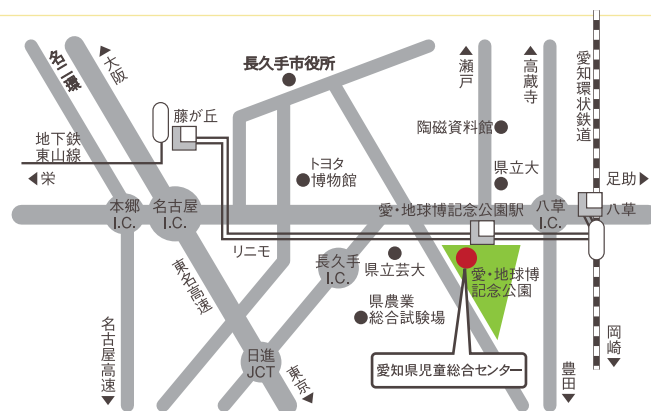 名二環
大阪
長久手市役所
瀬戸
高蔵寺
愛知環状鉄道
藤が丘
地下鉄
東山線
栄
陶磁資料館
トヨタ
博物館
県立大
足助
本郷
I.C.
名古屋
I.C.
愛・地球博記念公園駅
八草
I.C.
八草
リニモ
長久手
I.C.
県立芸大
愛・地球博
記念公園
東名高速
県農業
総合試験場
名古屋高速
日進
JCT
東京
愛知県児童総合センター
豊田
岡崎